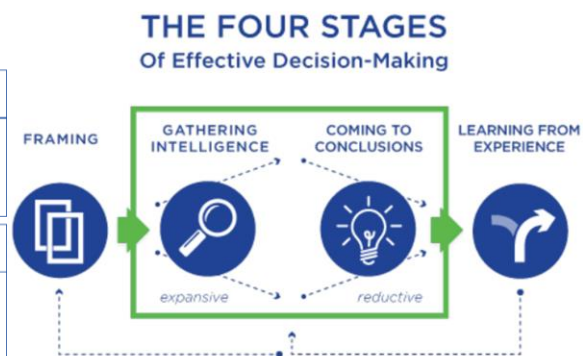 THE FOUR STAGES
Of Effective Decision-Making
FRAMING
GATHERING
INTELLIGENCE
COMING TO
CONCLUSIONS
LEARNING FROM
EXPERIENCE
expansive
reductive